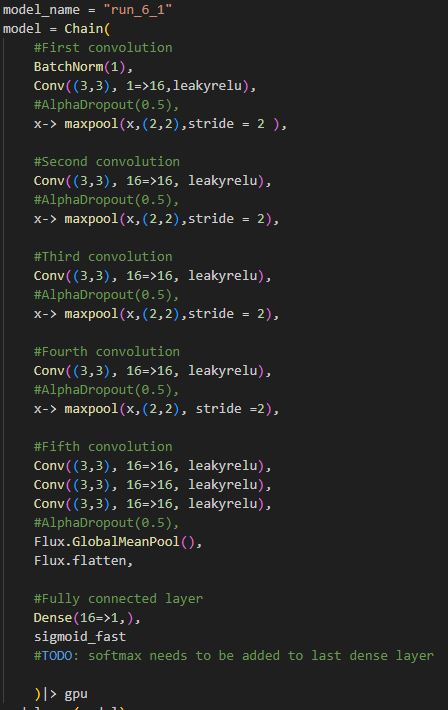 model_name = "run_6_1"
model = Chain(
    #First convolution
    BatchNorm(1),
    Conv((3,3), 1=>16,leakyrelu),
    #AlphaDropout(0.5),
    x-> maxpool(x,(2,2),stride = 2 ),
    #Second convolution
    Conv((3,3), 16=>16, leakyrelu),
    #AlphaDropout(0.5),
    x-> maxpool(x,(2,2),stride = 2),
    #Third convolution
    Conv((3,3), 16=>16, leakyrelu),
    #AlphaDropout(0.5),
    x-> maxpool(x,(2,2),stride = 2),
    #Fourth convolution
    Conv((3,3), 16=>16, leakyrelu),
    #AlphaDropout(0.5),
    x-> maxpool(x,(2,2), stride =2),
    #Fifth convolution
    Conv((3,3), 16=>16, leakyrelu),
    Conv((3,3), 16=>16, leakyrelu),
    Conv((3,3), 16=>16, leakyrelu),
    #AlphaDropout(0.5),
    Flux.GlobalMeanPool(),
    Flux.flatten,
    #Fully connected layer
    Dense(16=>1,),
    sigmoid_fast
    #TODO: softmax needs to be added to last dense layer
    )|> gpu